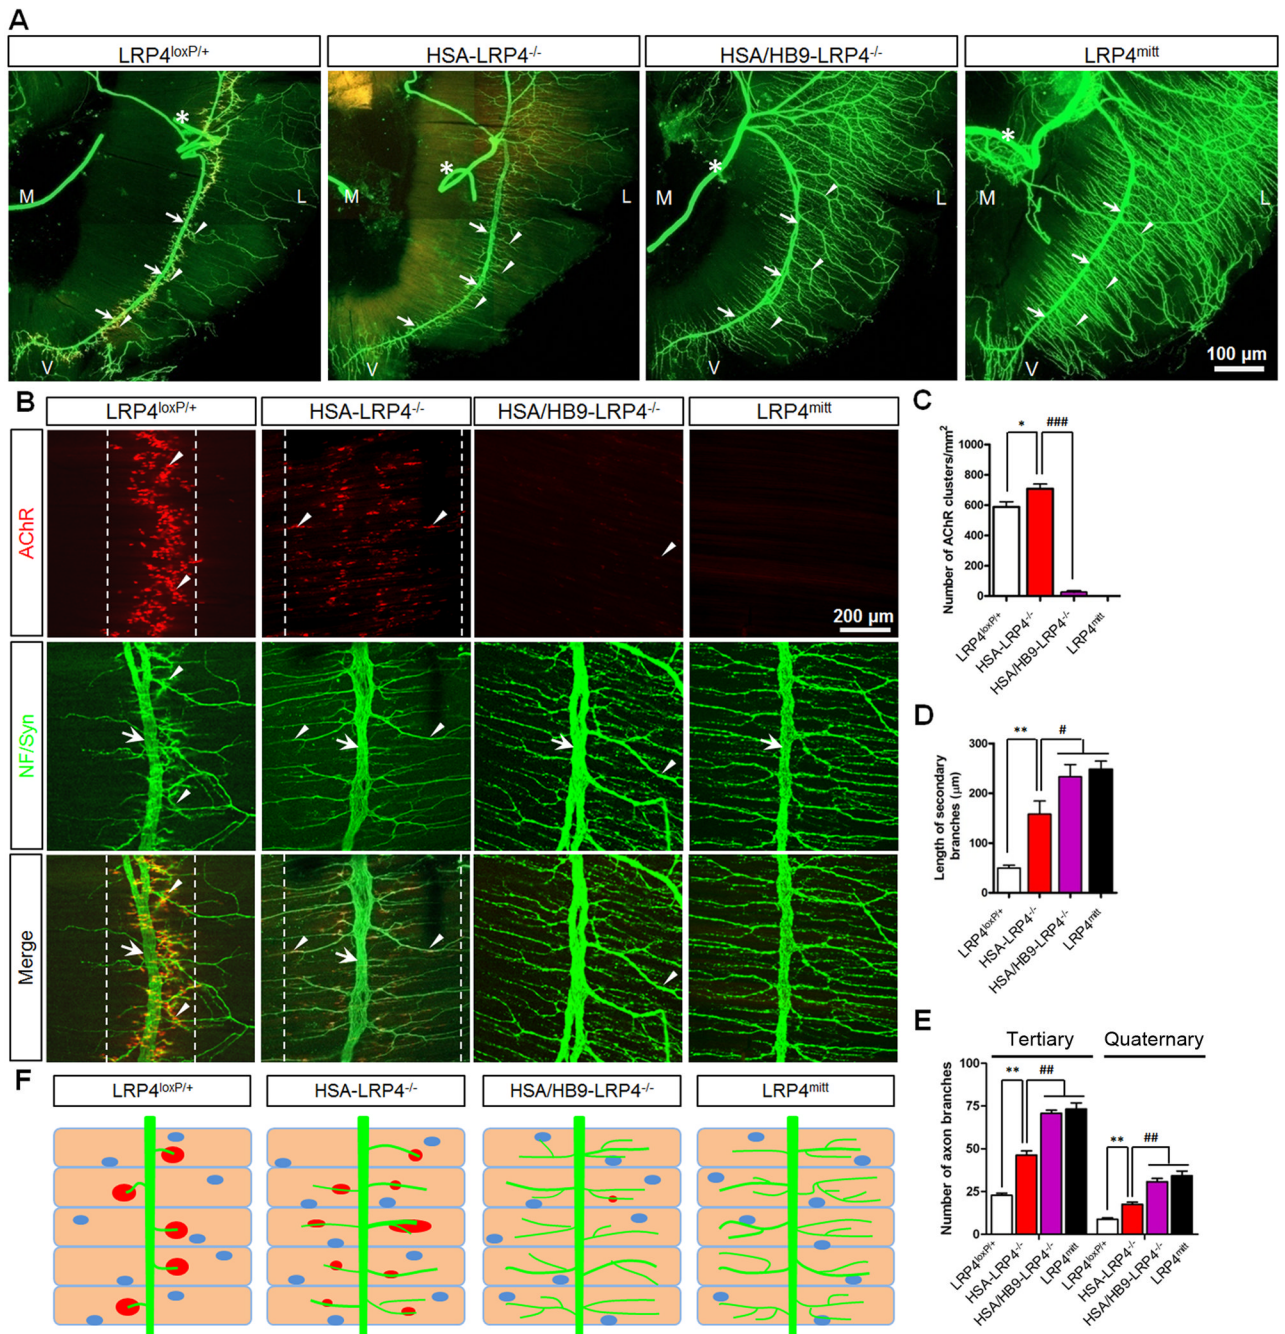 A
LRP4loxP/+ HSA-LRP4-/- HSA/HB9-LRP4-/- LRP4mitt
* * * *
M L M L M L M L
V V V V
100 µm
B
LRP4loxP/+ HSA-LRP4-/- HSA/HB9-LRP4-/- LRP4mitt
AChR
200 µm
NF/Syn
Merge
C
* ###
Number of AChR clusters/mm2
1000
800
600
400
200
0
LRP4loxP/+ HSA-LRP4-/- HSA/HB9-LRP4-/- LRP4mitt
D
** #
Length of secondary
branches (µm)
300
200
100
0
LRP4loxP/+ HSA-LRP4-/- HSA/HB9-LRP4-/- LRP4mitt
E
Tertiary Quaternary
** ## ** ##
Number of axon branches
100
75
50
25
0
LRP4loxP/+ HSA-LRP4-/- HSA/HB9-LRP4-/- LRP4mitt LRP4loxP/+ HSA-LRP4-/- HSA/HB9-LRP4-/- LRP4mitt
F
LRP4loxP/+ HSA-LRP4-/- HSA/HB9-LRP4-/- LRP4mitt